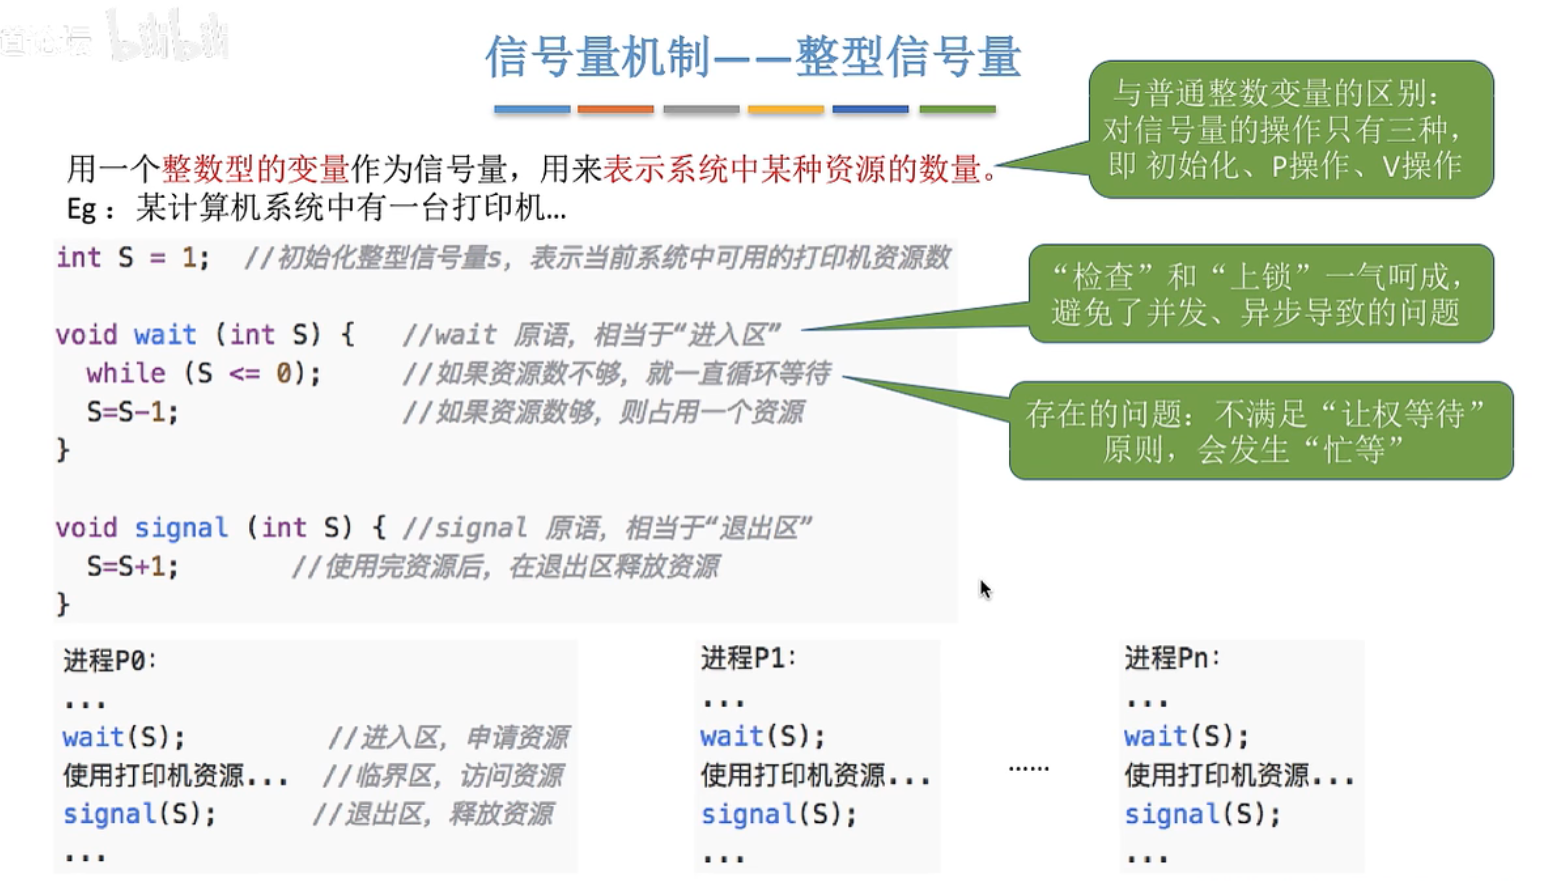 bilibili
信号量机制——整型信号量
与普通整数变量的区别：
对信号量的操作只有三种，
即 初始化、P操作、V操作
用一个整数型的变量作为信号量，用来表示系统中某种资源的数量。
Eg： 某计算机系统中有一台打印机…
int S = 1; //初始化整型信号量s，表示当前系统中可用的打印机资源数
“检查”和“上锁”一气呵成，
避免了并发、异步导致的问题
void wait (int S) { //wait 原语，相当于“进入区”
while (S <= 0); //如果资源数不够，就一直循环等待
S=S-1; //如果资源数够，则占用一个资源
}
存在的问题：不满足“让权等待”
原则，会发生“忙等”
void signal (int S) { //signal 原语，相当于“退出区”
S=S+1; //使用完资源后，在退出区释放资源
}
进程P0：
...
wait(S); //进入区，申请资源
使用打印机资源... //临界区，访问资源
signal(S); //退出区，释放资源
...
进程P1：
...
wait(S);
使用打印机资源...
signal(S);
...
……
进程Pn：
...
wait(S);
使用打印机资源...
signal(S);
...